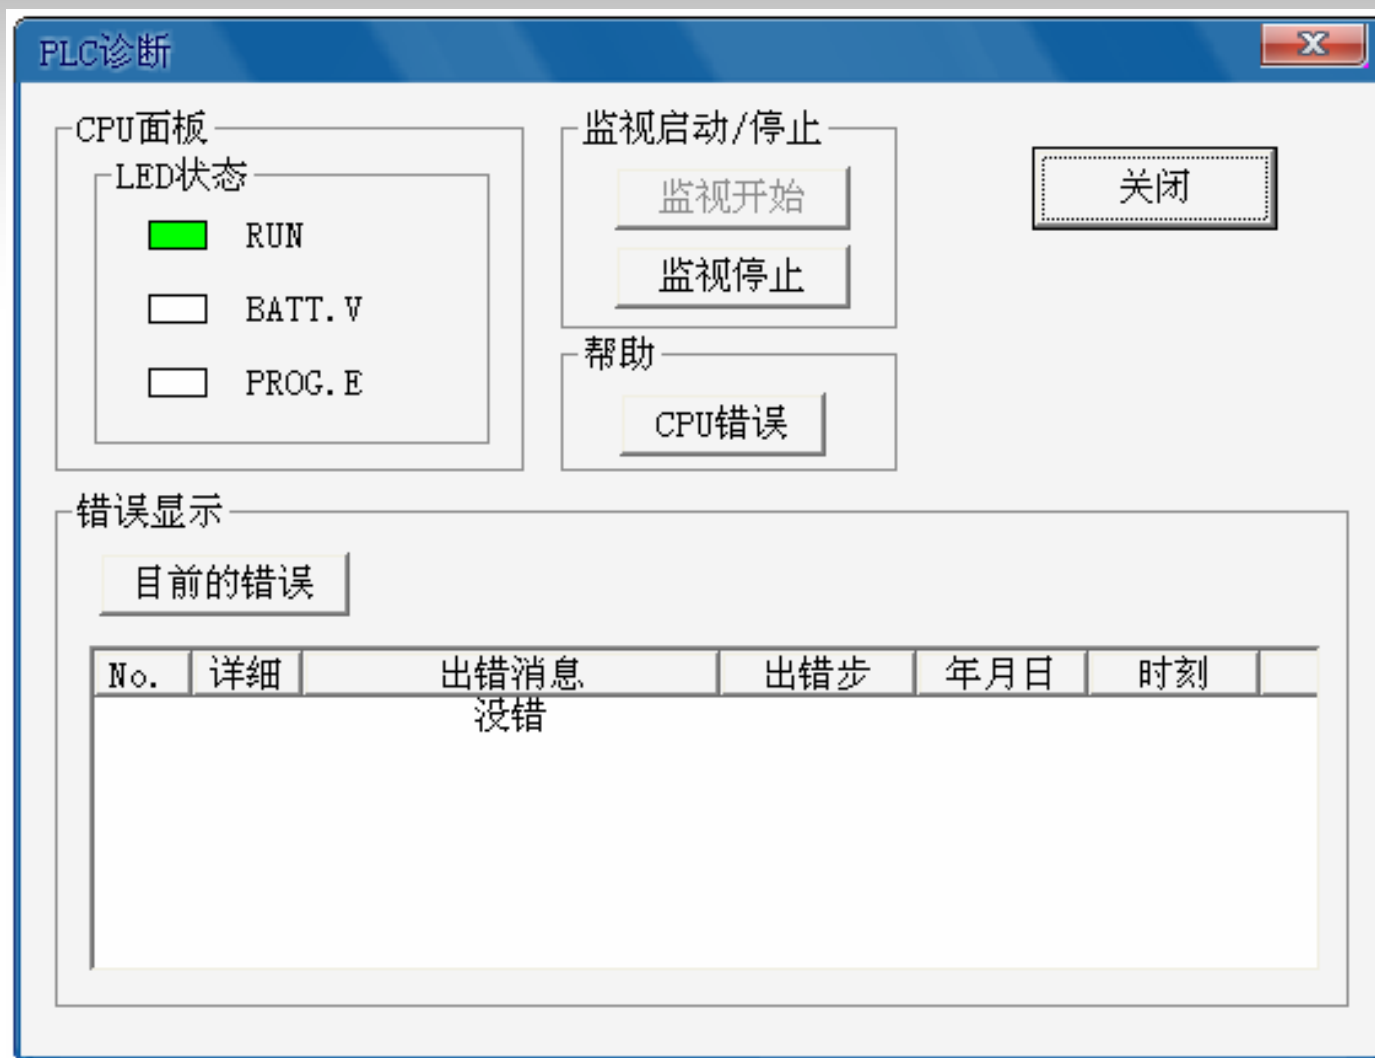 PLC诊断
CPU面板
LED状态
RUN
BATT.V
PROG.E
监视启动/停止
监视开始
监视停止
关闭
帮助
CPU错误
错误显示
目前的错误
No. 详细 出错消息 出错步 年月日 时刻
没错